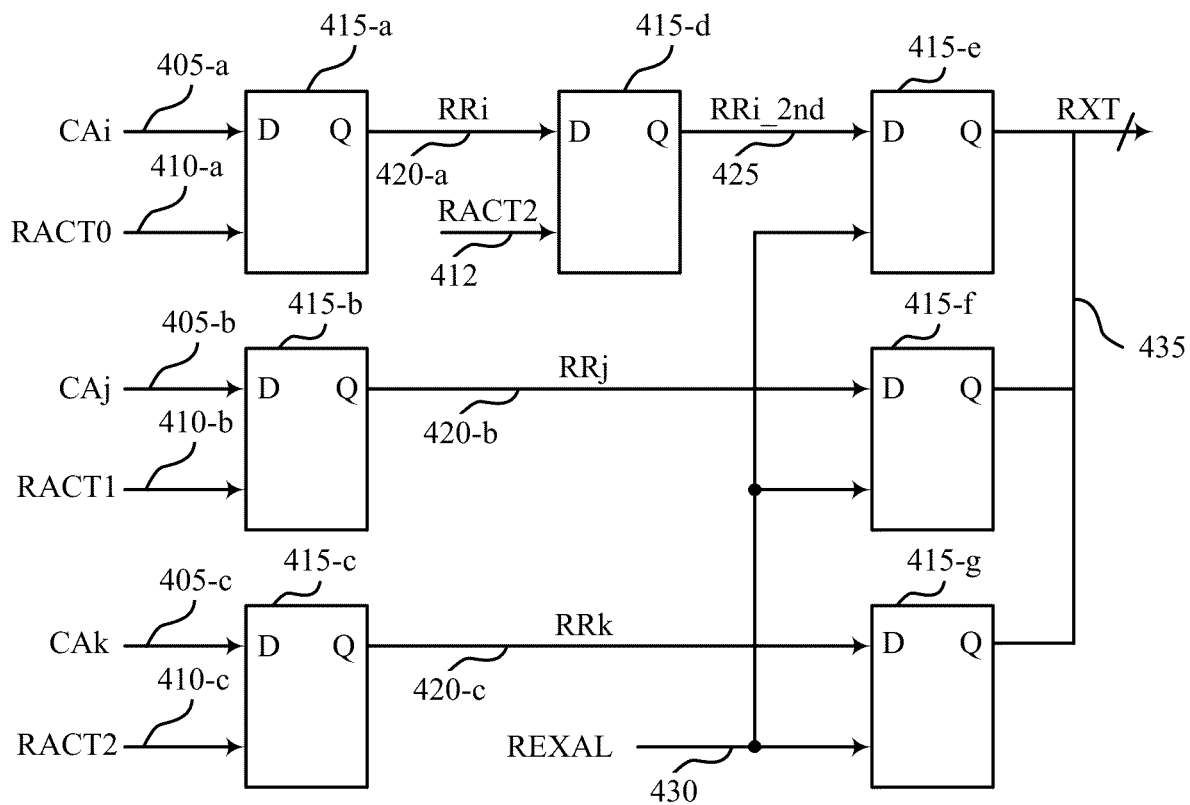 415-a
415-d
415-e
405-a
CAi
D
Q
RRi
D
Q
RRi_2nd
D
Q
RXT
410-a
420-a
425
RACT0
RACT2
412
415-b
415-f
405-b
435
CAj
D
Q
RRj
D
Q
410-b
420-b
RACT1
415-c
415-g
405-c
CAk
D
Q
RRk
D
Q
410-c
420-c
RACT2
REXAL
430